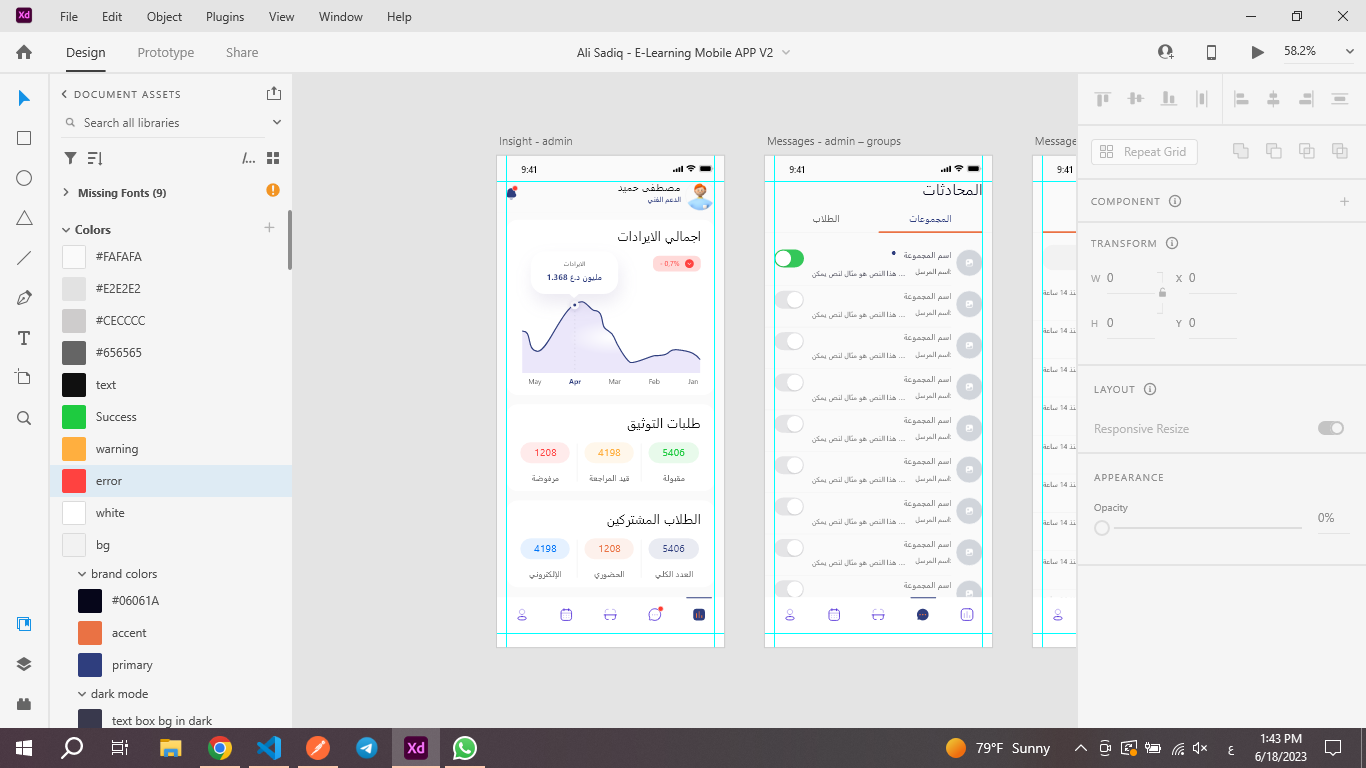 Xd File Edit Object Plugins View Window Help
Design Prototype Share
Ali Sadiq - E-Learning Mobile APP V2
58.2%
DOCUMENT ASSETS
Search all libraries
/...
Missing Fonts (9)
Colors
#FAFAFA
#E2E2E2
#CECCCC
#656565
text
Success
warning
error
white
bg
brand colors
#06061A
accent
primary
dark mode
text box bg in dark
Insight - admin
9:41
مصطفى حميد
الدعم الفني
اجمالي الايرادات
الايرادات
1.368 مليون د.ع
- 0.7%
May Apr Mar Feb Jan
طلبات التوثيق
1208 4198 5406
مرفوضة قيد المراجعة مقبولة
الطلاب المشتركين
4198 1208 5406
الإلكتروني الحضوري العدد الكلي
Messages - admin – groups
9:41
المحادثات
المجموعات الطلاب
اسم المجموعة
اسم المرسل: هذا النص هو مثال لنص يمكن ...
اسم المجموعة
اسم المرسل: هذا النص هو مثال لنص يمكن ...
اسم المجموعة
اسم المرسل: هذا النص هو مثال لنص يمكن ...
اسم المجموعة
اسم المرسل: هذا النص هو مثال لنص يمكن ...
اسم المجموعة
اسم المرسل: هذا النص هو مثال لنص يمكن ...
اسم المجموعة
اسم المرسل: هذا النص هو مثال لنص يمكن ...
اسم المجموعة
اسم المرسل: هذا النص هو مثال لنص يمكن ...
اسم المجموعة
اسم المرسل: هذا النص هو مثال لنص يمكن ...
اسم المجموعة
Message
9:41
منذ 14 ساعة
منذ 14 ساعة
منذ 14 ساعة
منذ 14 ساعة
منذ 14 ساعة
منذ 14 ساعة
منذ 14 ساعة
منذ 14 ساعة
Repeat Grid
COMPONENT
TRANSFORM
W 0 X 0
H 0 Y 0
LAYOUT
Responsive Resize
APPEARANCE
Opacity
0%
Xd
79°F Sunny
ع
1:43 PM
6/18/2023